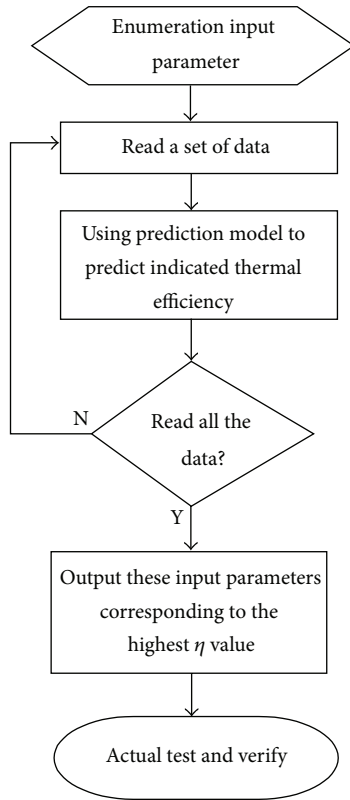 Enumeration input
parameter
Read a set of data
Using prediction model to
predict indicated thermal
efficiency
Read all the
data?
N
Y
Output these input parameters
corresponding to the
highest η value
Actual test and verify